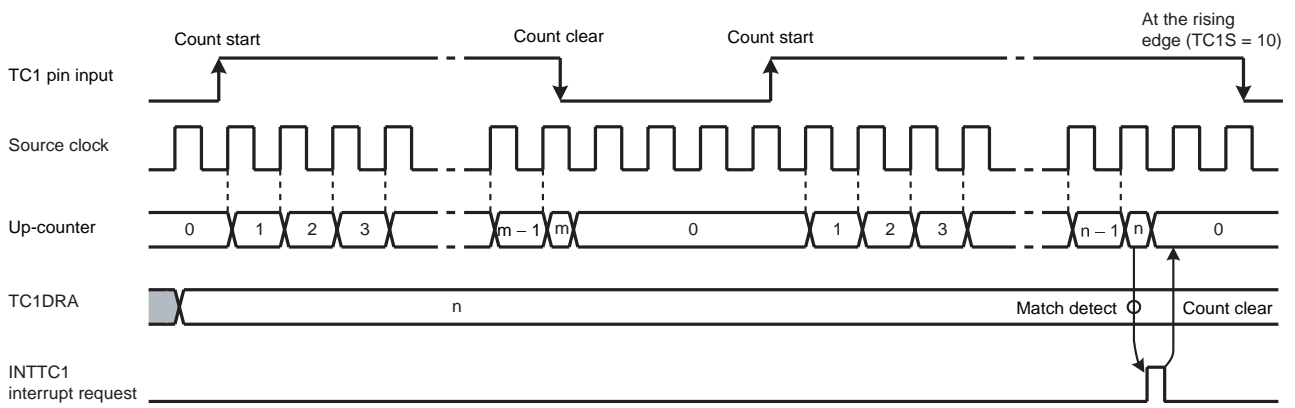 At the rising
edge (TC1S = 10)
Count start
Count clear
Count start
TC1 pin input
Source clock
Up-counter
0
1
2
3
m – 1
m
0
1
2
3
n – 1
n
0
TC1DRA
n
Match detect
Count clear
INTTC1
interrupt request